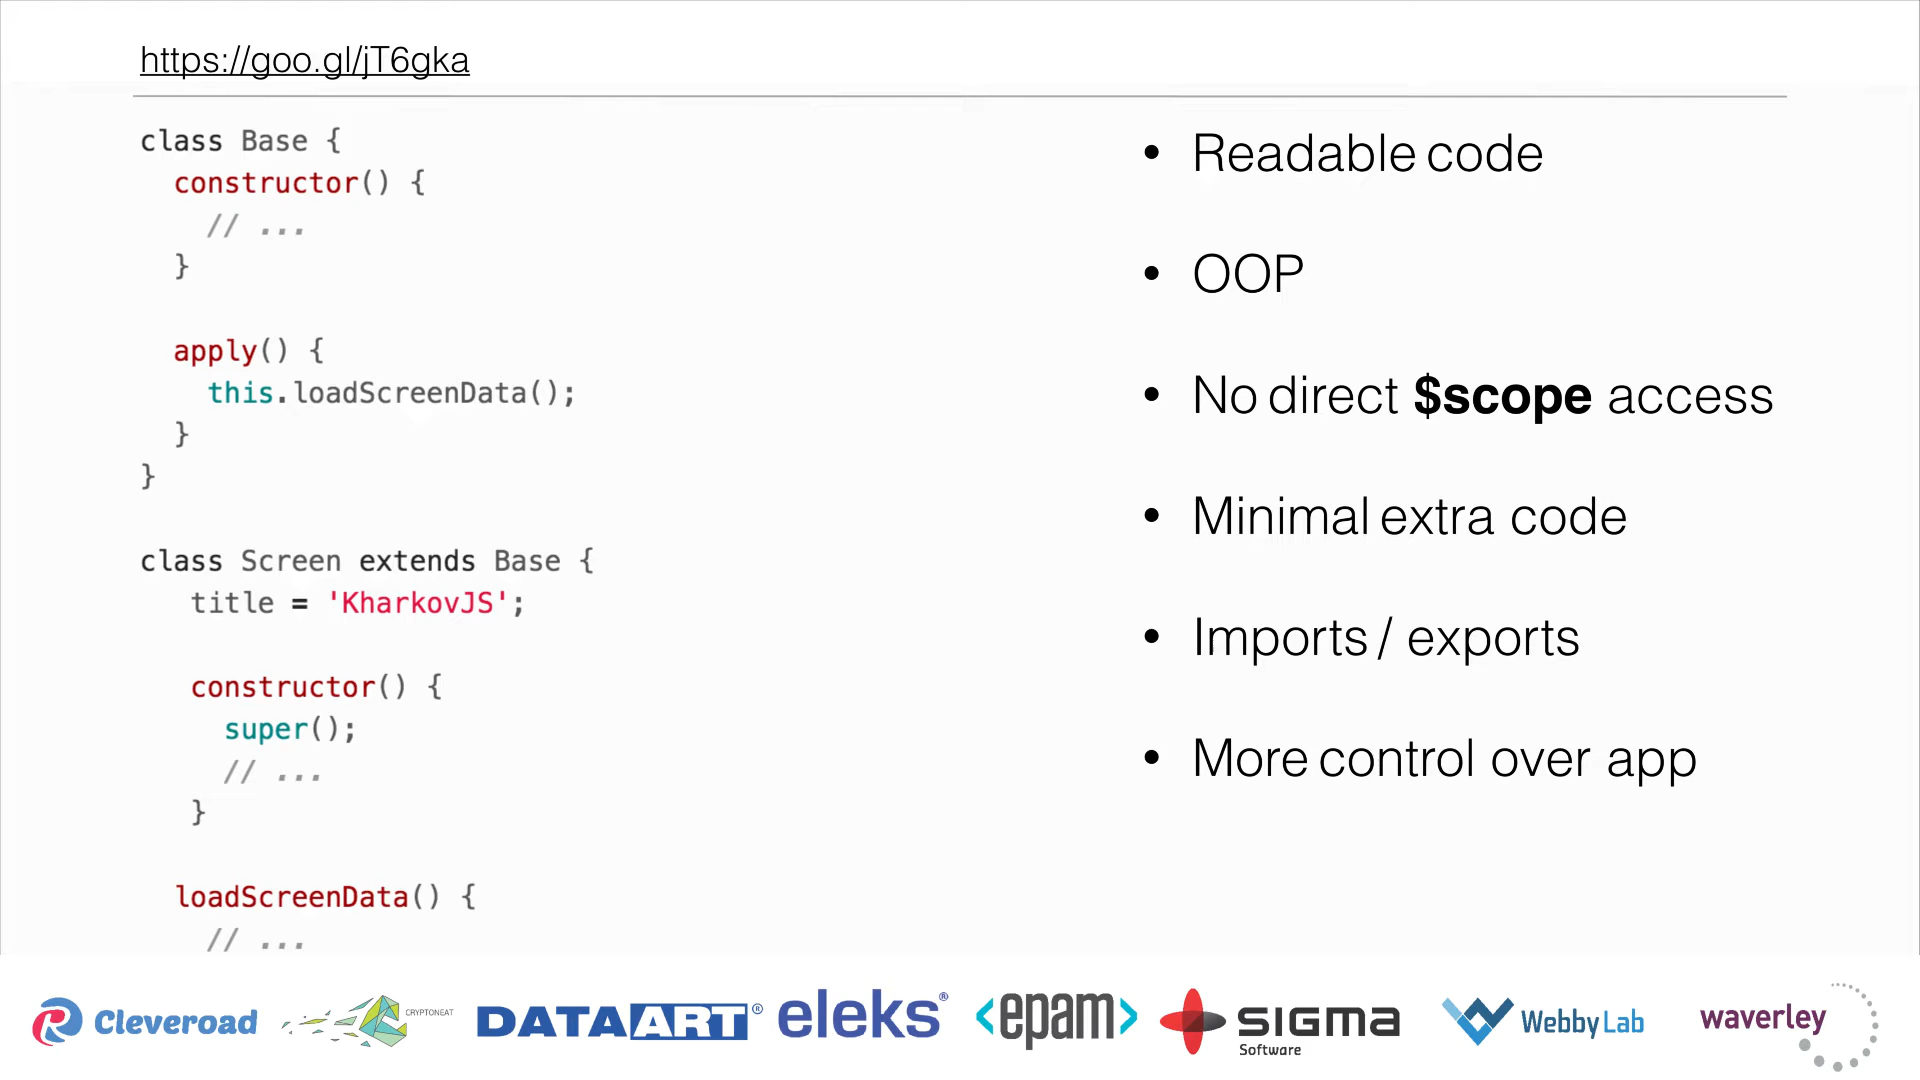 https://goo.gl/jT6gka
class Base {
constructor() {
// ...
}
apply() {
this.loadScreenData();
}
}
class Screen extends Base {
title = 'KharkovJS';
constructor() {
super();
// ...
}
loadScreenData() {
// ...
• Readable code
• OOP
• No direct $scope access
• Minimal extra code
• Imports / exports
• More control over app
Cleveroad
CRYPTONEAT
DATAART®
eleks®
<epam>
SIGMA
Software
WebbyLab
waverley